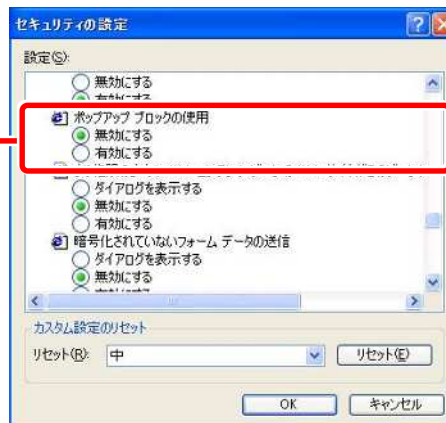 セキュリティの設定
設定(S):
無効にする
有効にする
ポップアップ ブロックの使用
無効にする
有効にする
ダイアログを表示する
無効にする
有効にする
暗号化されていないフォーム データの送信
ダイアログを表示する
無効にする
カスタム設定のリセット
リセット(R): 中 リセット(E)
OK キャンセル